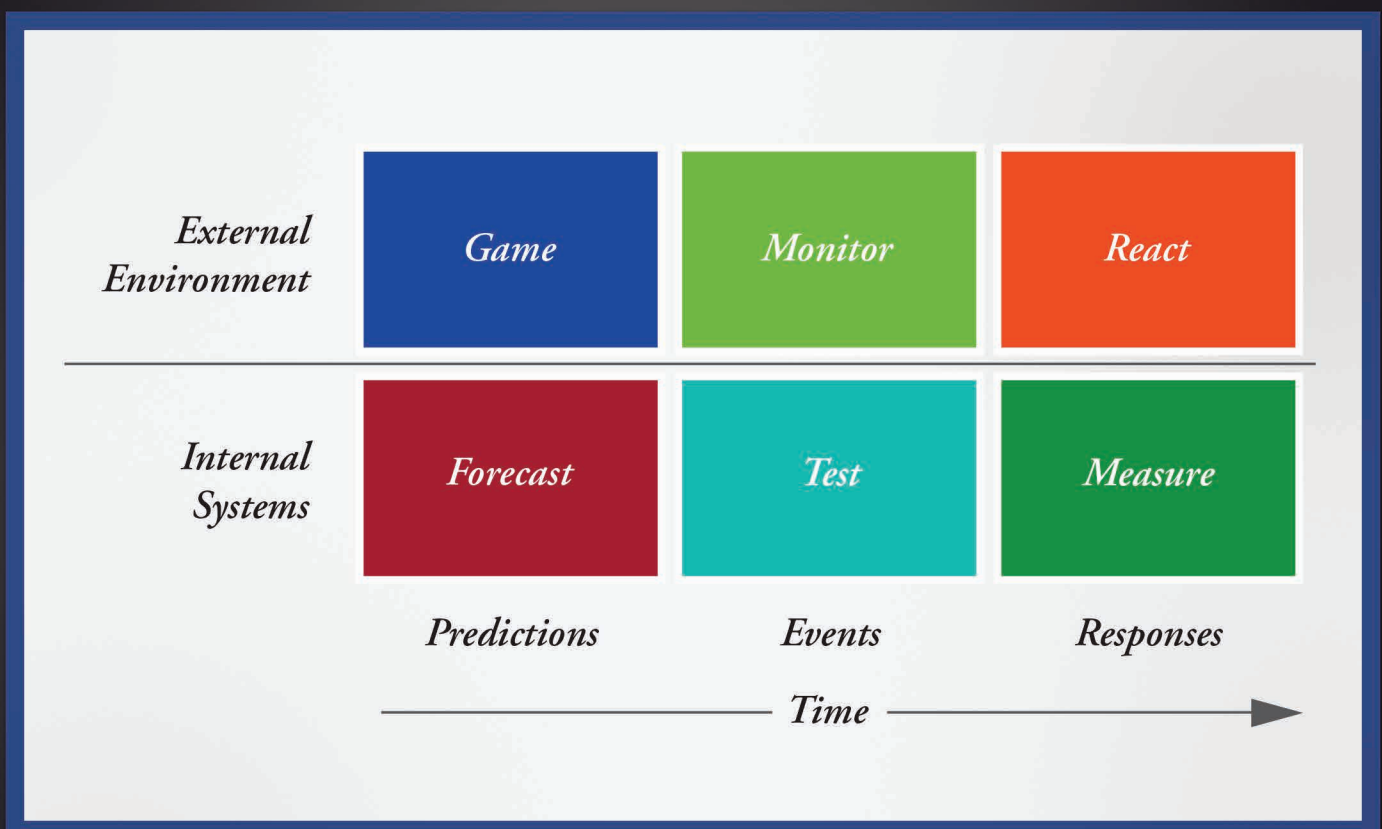 External
Environment
Game
Monitor
React
Internal
Systems
Forecast
Test
Measure
Predictions
Events
Responses
Time